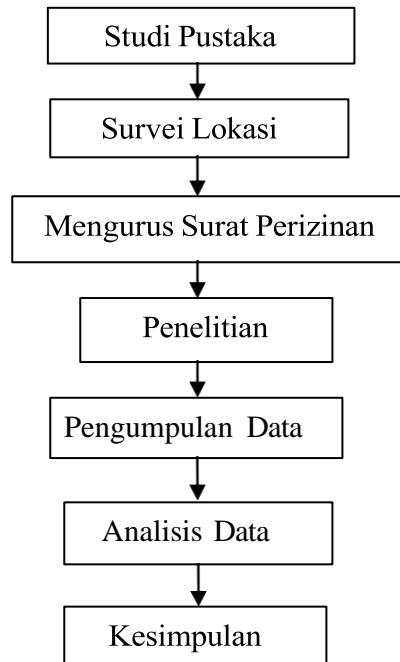 Studi Pustaka
Survei Lokasi
Mengurus Surat Perizinan
Penelitian
Pengumpulan Data
Analisis Data
Kesimpulan